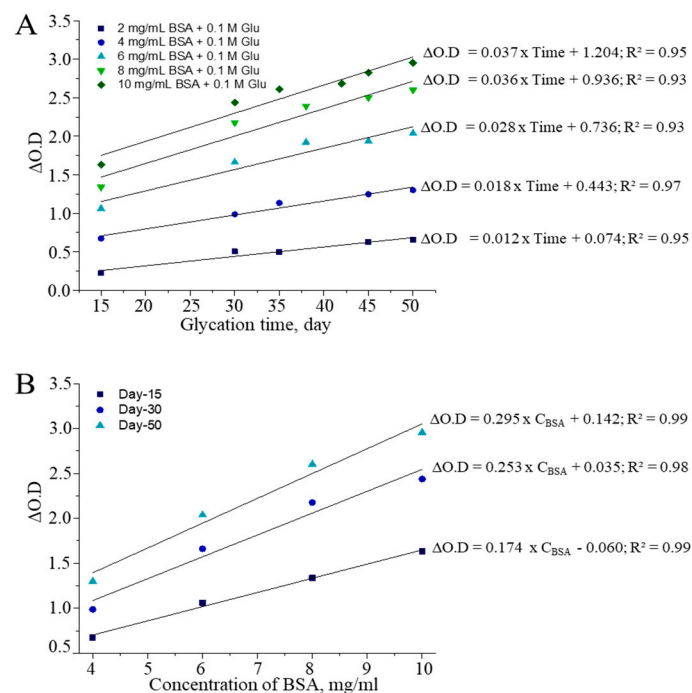 A
3.5
3.0
2.5
2.0
1.5
1.0
0.5
0.0
ΔO.D
2 mg/mL BSA + 0.1 M Glu
4 mg/mL BSA + 0.1 M Glu
6 mg/mL BSA + 0.1 M Glu
8 mg/mL BSA + 0.1 M Glu
10 mg/mL BSA + 0.1 M Glu
ΔO.D = 0.037 x Time + 1.204; R² = 0.95
ΔO.D = 0.036 x Time + 0.936; R² = 0.93
ΔO.D = 0.028 x Time + 0.736; R² = 0.93
ΔO.D = 0.018 x Time + 0.443; R² = 0.97
ΔO.D = 0.012 x Time + 0.074; R² = 0.95
15 20 25 30 35 40 45 50
Glycation time, day
B
3.5
3.0
2.5
2.0
1.5
1.0
0.5
ΔO.D
Day-15
Day-30
Day-50
ΔO.D = 0.295 x C_BSA + 0.142; R² = 0.99
ΔO.D = 0.253 x C_BSA + 0.035; R² = 0.98
ΔO.D = 0.174 x C_BSA - 0.060; R² = 0.99
4 5 6 7 8 9 10
Concentration of BSA, mg/ml